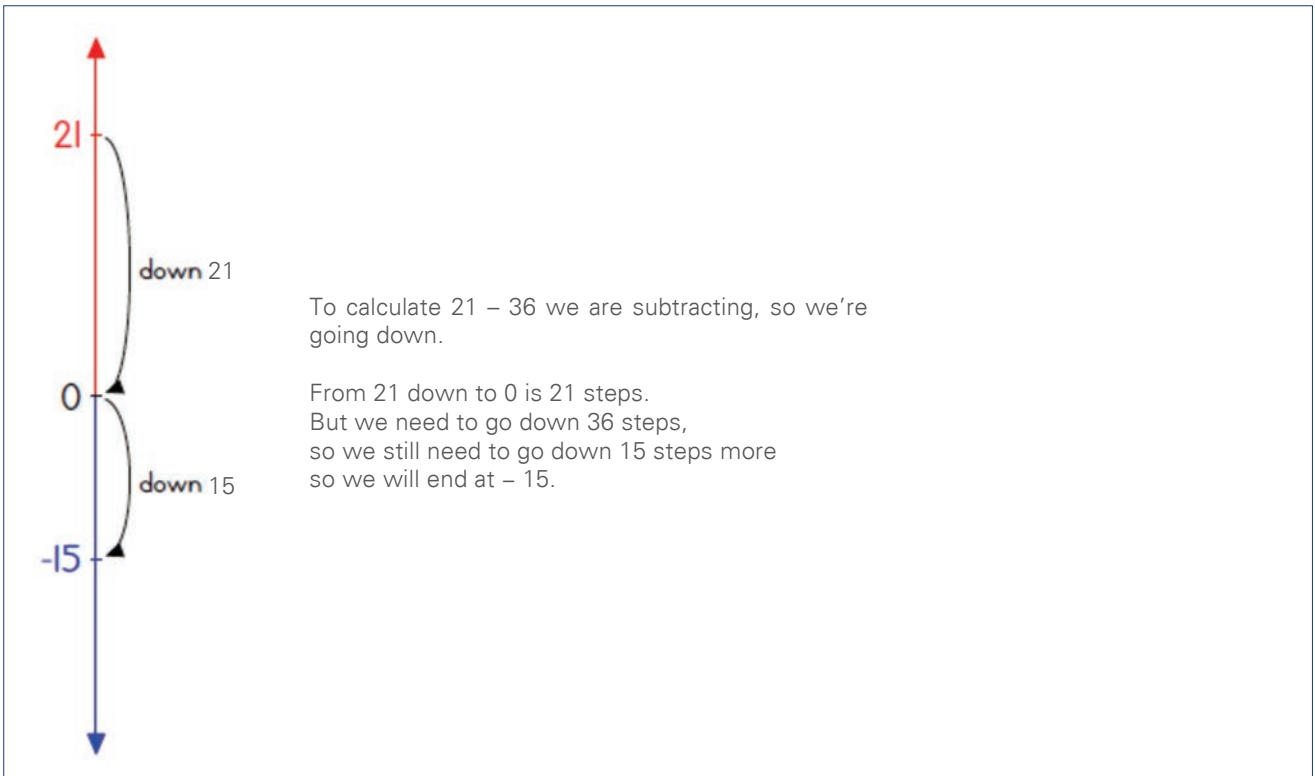 21
down 21
To calculate 21 – 36 we are subtracting, so we're
going down.
From 21 down to 0 is 21 steps.
But we need to go down 36 steps,
so we still need to go down 15 steps more
so we will end at – 15.
0
down 15
-15